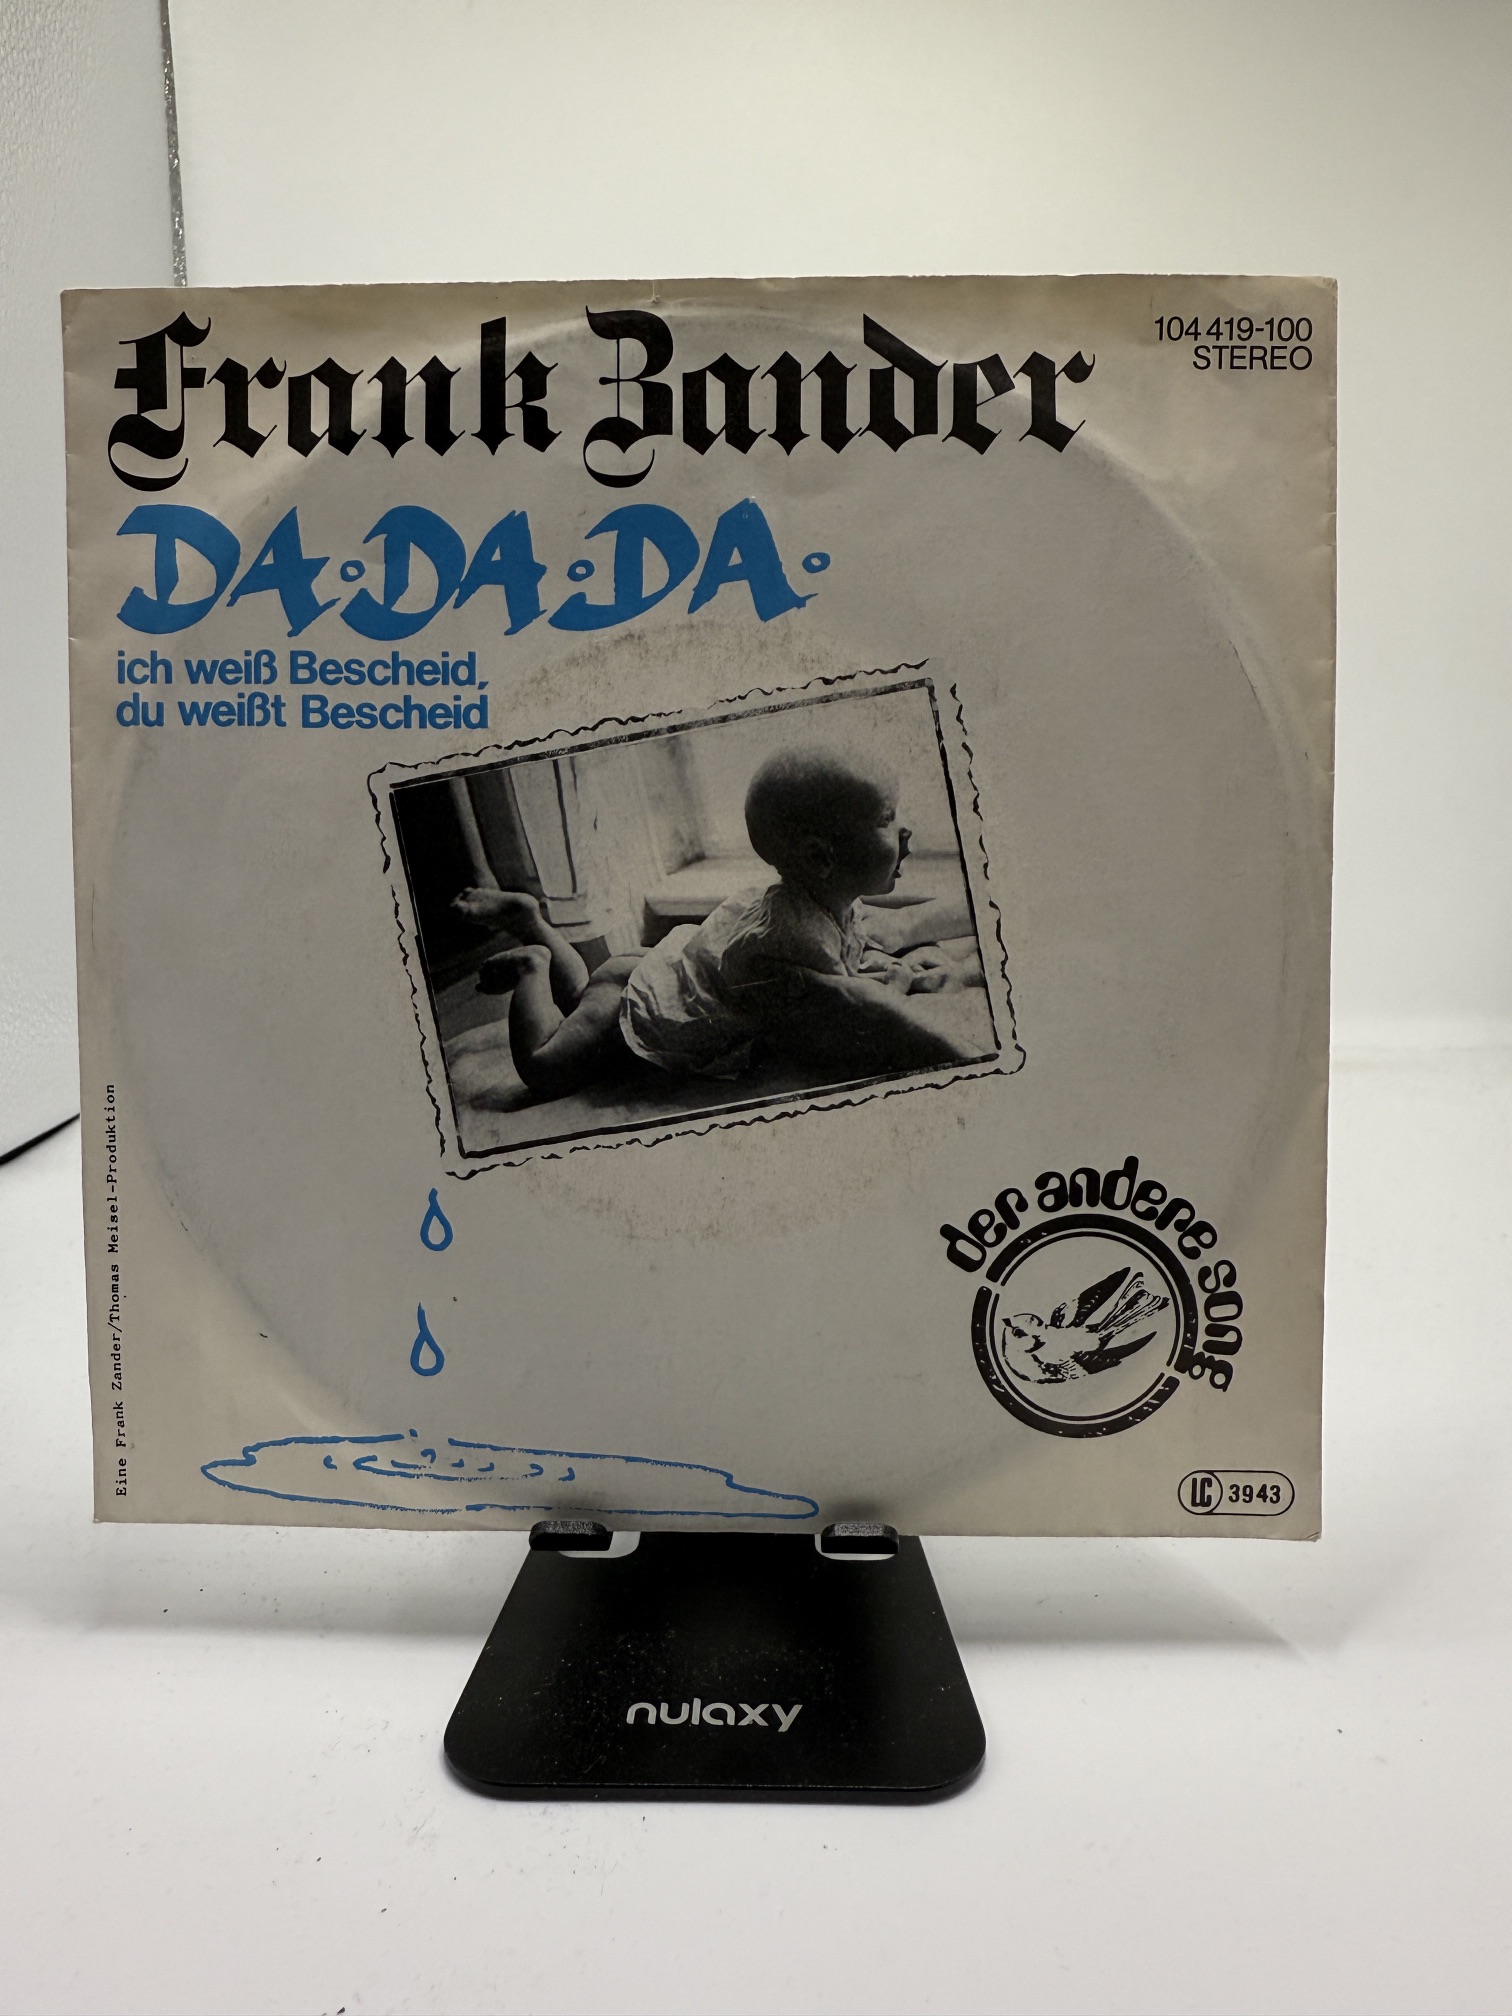 Frank Zander
104 419-100
STEREO
DA·DA·DA·
ich weiß Bescheid,
du weißt Bescheid
Eine Frank Zander/Thomas Meisel-Produktion
der andere song
LC 3943
nulaxy